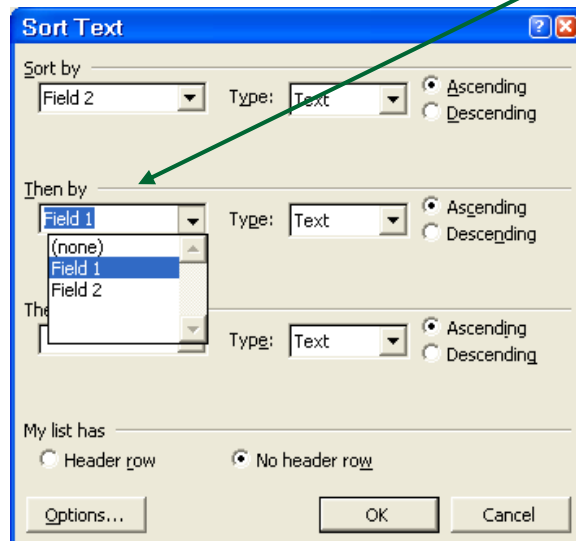 Sort Text
Sort by
Field 2 Type: Text Ascending
Descending
Then by
Field 1 Type: Text Ascending
Descending
(none)
Field 1
Field 2
Type: Text Ascending
Descending
My list has
Header row No header row
Options... OK Cancel